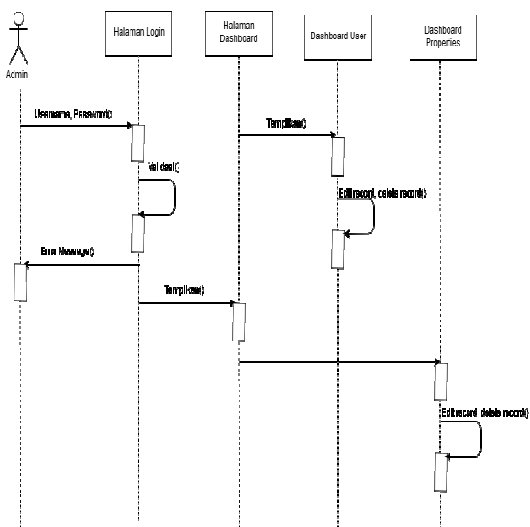 Halaman Login
Halaman
Dashboard
Dashboard User
Dashboard
Properties
Admin
Username, Password()
Tampilkan()
Validasi()
Edit record, delete record()
Error Message()
Tampilkan()
Edit record, delete record()